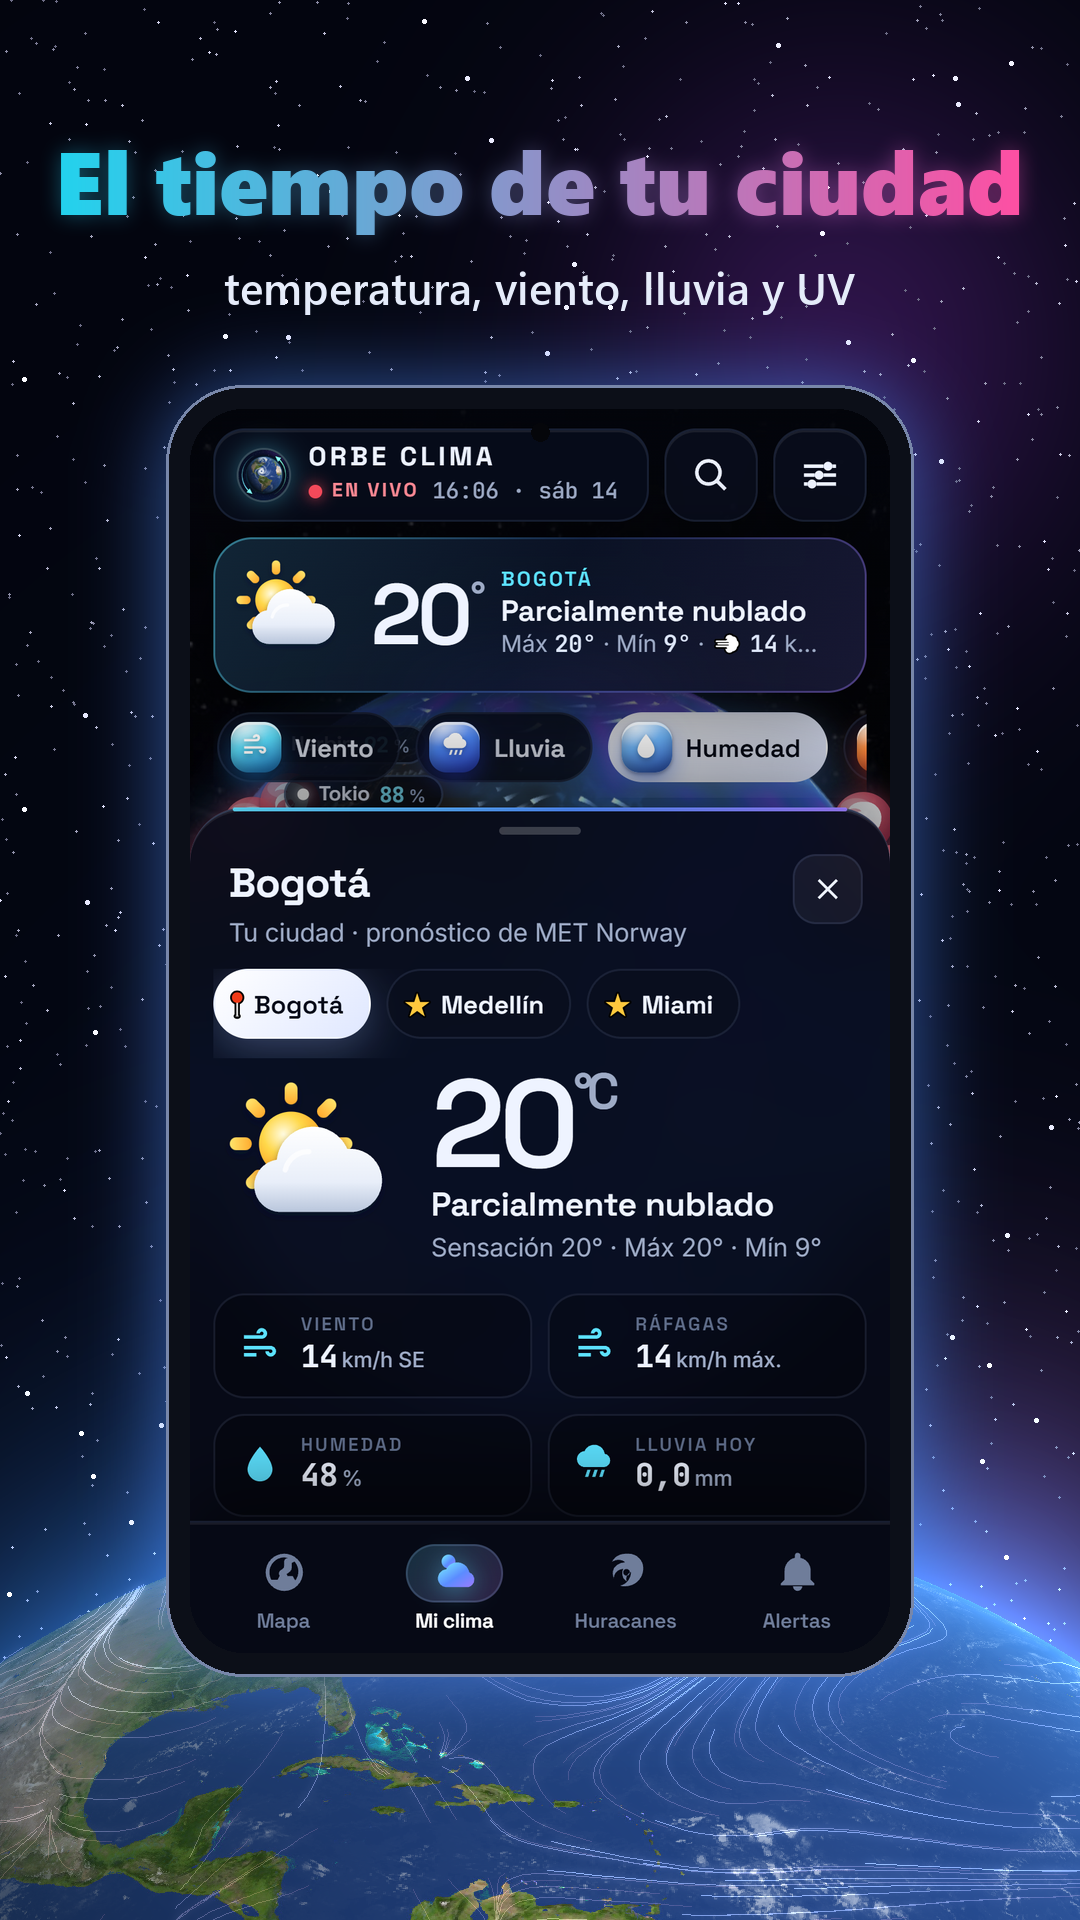 El tiempo de tu ciudad
temperatura, viento, lluvia y UV
ORBE CLIMA
EN VIVO 16:06 · sáb 14
BOGOTÁ
20°
Parcialmente nublado
Máx 20° · Mín 9° · 14 k...
Viento
%
Lluvia
Humedad
Tokio 88 %
Bogotá
Tu ciudad · pronóstico de MET Norway
Bogotá
Medellín
Miami
20°C
Parcialmente nublado
Sensación 20° · Máx 20° · Mín 9°
VIENTO
14 km/h SE
RÁFAGAS
14 km/h máx.
HUMEDAD
48 %
LLUVIA HOY
0,0 mm
Mapa
Mi clima
Huracanes
Alertas